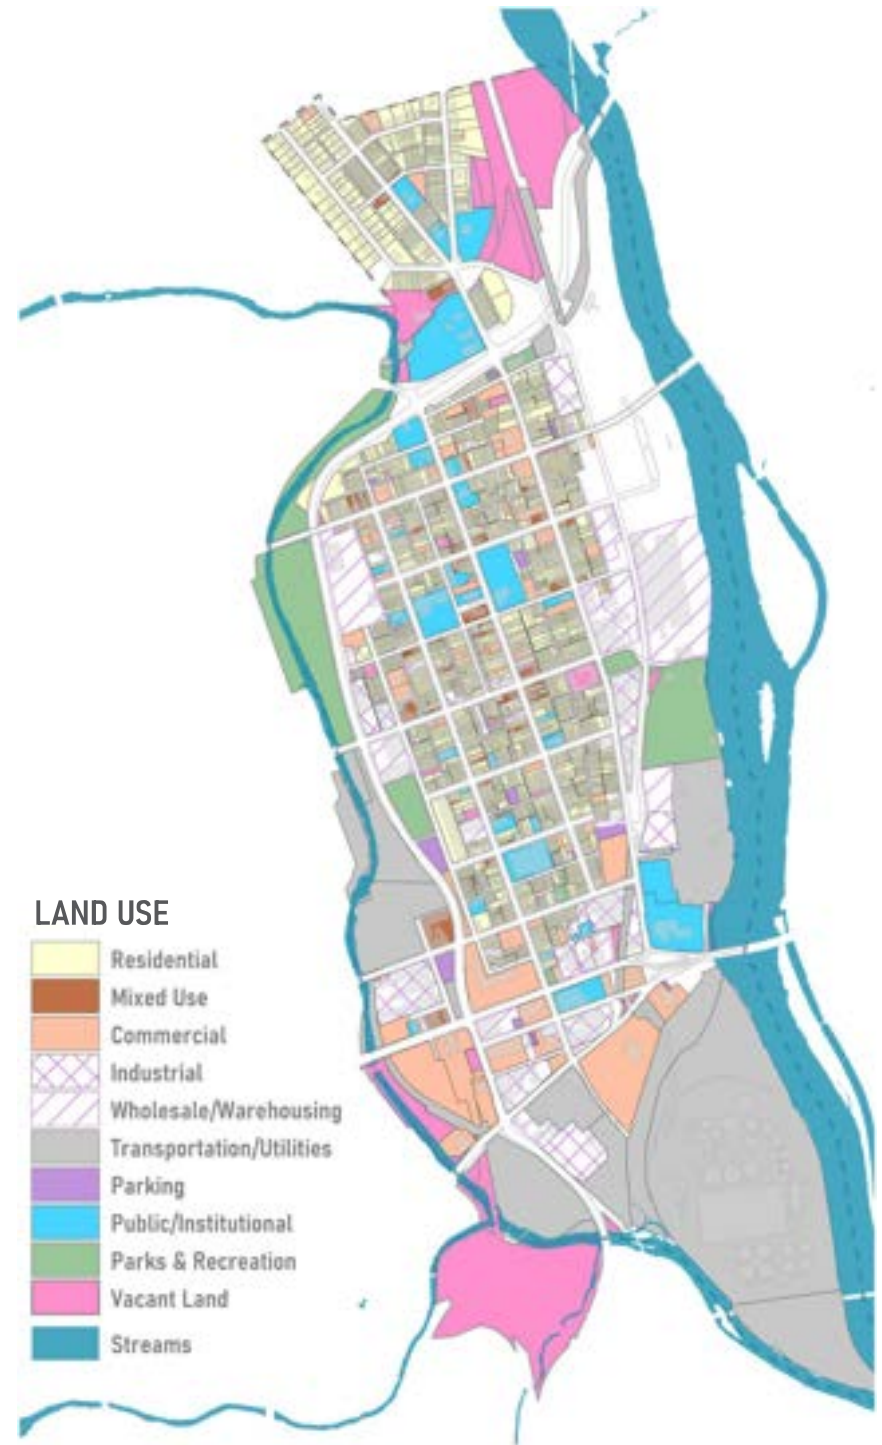 LAND USE
Residential
Mixed Use
Commercial
Industrial
Wholesale/Warehousing
Transportation/Utilities
Parking
Public/Institutional
Parks & Recreation
Vacant Land
Streams